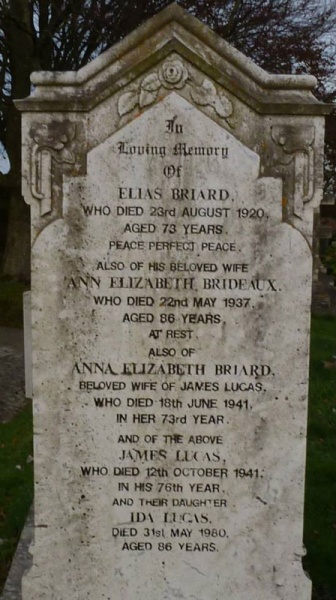 In
Loving Memory
Of
ELIAS BRIARD,
WHO DIED 23rd AUGUST 1920,
AGED 73 YEARS.
PEACE PERFECT PEACE.
ALSO OF HIS BELOVED WIFE
ANN ELIZABETH BRIDEAUX,
WHO DIED 22nd MAY 1937,
AGED 86 YEARS.
AT REST.
ALSO OF
ANNA ELIZABETH BRIARD,
BELOVED WIFE OF JAMES LUCAS,
WHO DIED 18th JUNE 1941,
IN HER 73rd YEAR.
AND OF THE ABOVE
JAMES LUCAS,
WHO DIED 12th OCTOBER 1941,
IN HIS 76th YEAR.
AND THEIR DAUGHTER
IDA LUCAS,
DIED 31st MAY 1980,
AGED 86 YEARS.